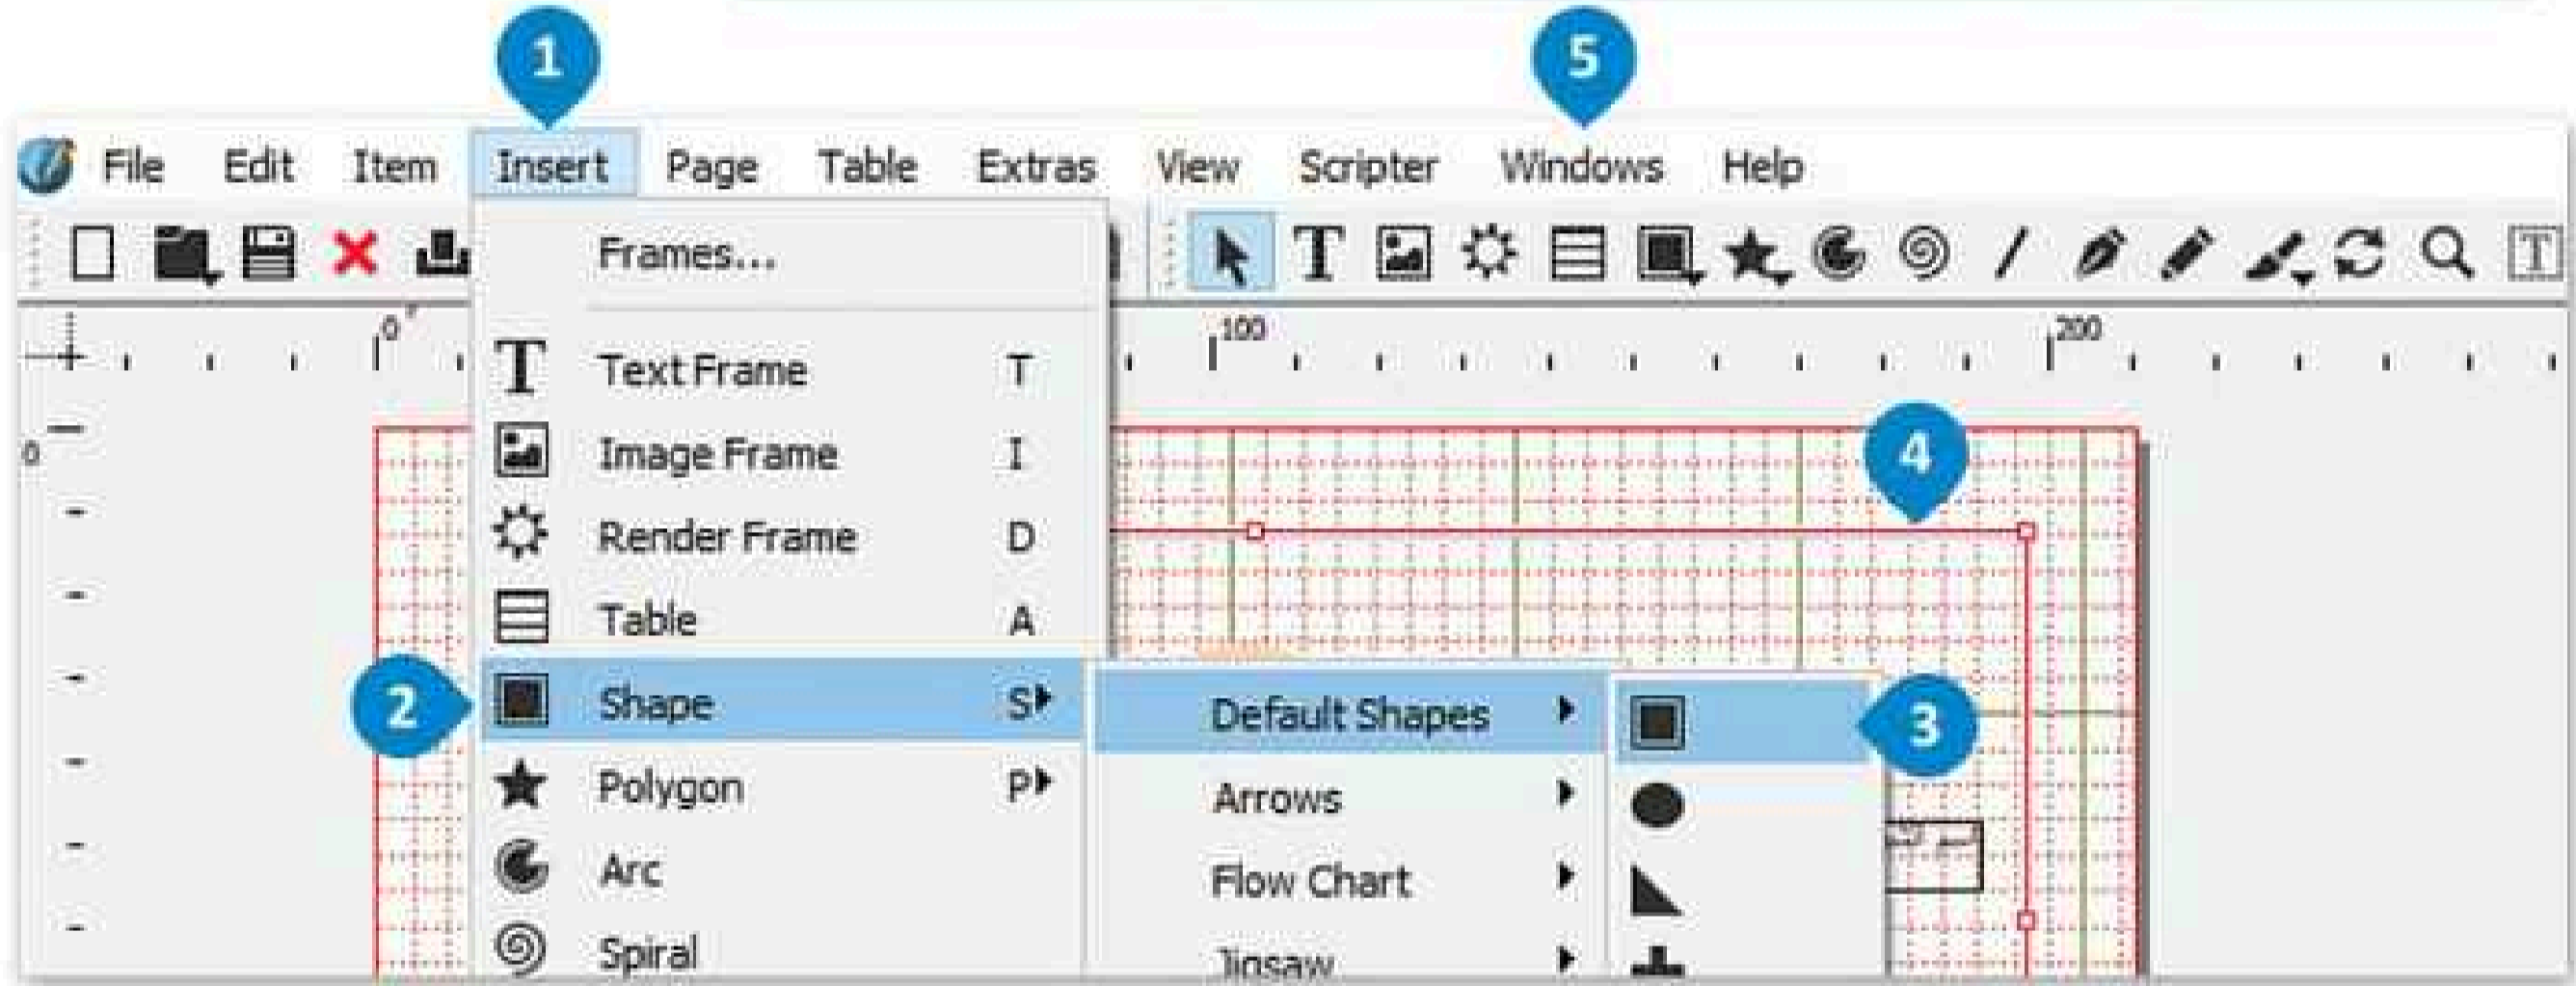 1 5
File Edit Item Insert Page Table Extras View Scripter Windows Help
Frames...
0 100 200
Text Frame T
Image Frame I
4
0
Render Frame D
Table A
2 Shape S Default Shapes 3
Polygon P Arrows
Arc Flow Chart
Spiral Jigsaw